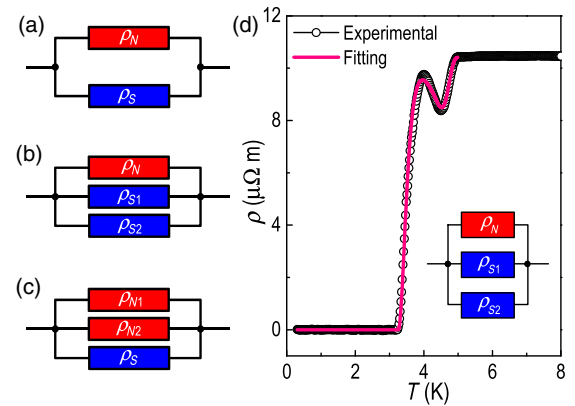 (a)
ρN
ρS
(b)
ρN
ρS1
ρS2
(c)
ρN1
ρN2
ρS
(d)
Experimental
Fitting
12
8
4
0
ρ (μΩ m)
ρN
ρS1
ρS2
0 2 4 6 8
T (K)